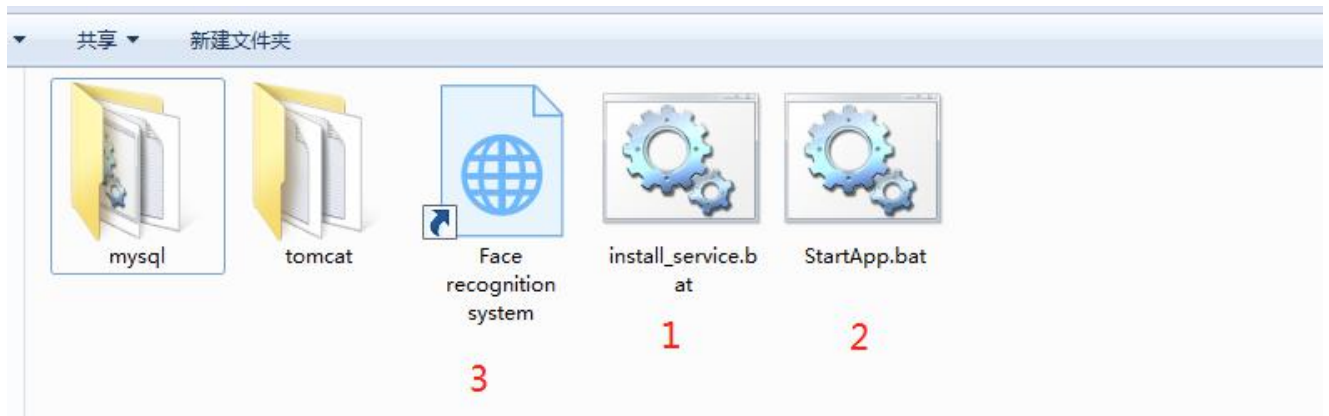 共享 新建文件夹
mysql
tomcat
Face
recognition
system
install_service.b
at
StartApp.bat
1
2
3